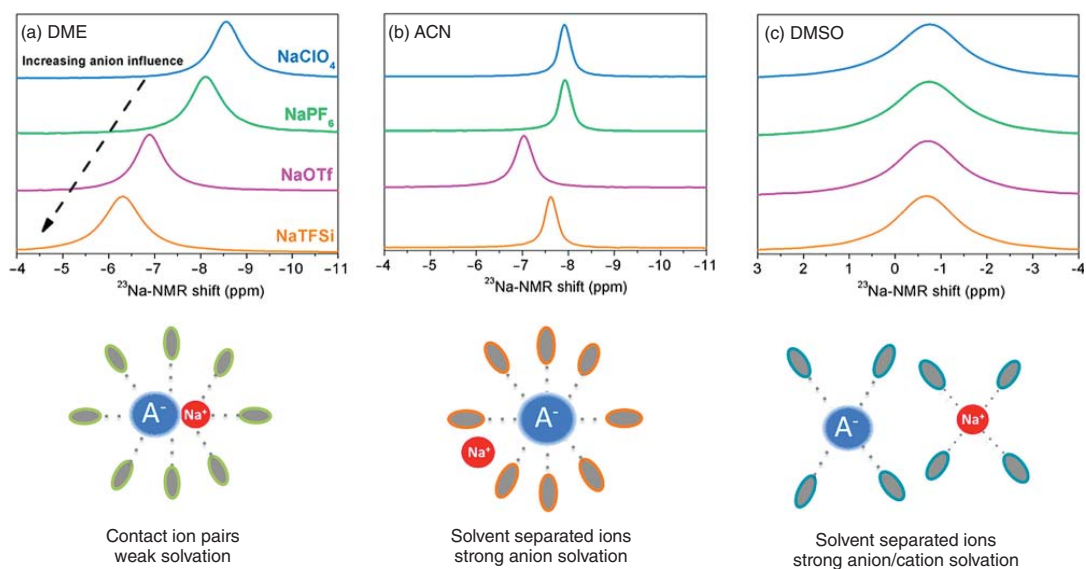 (a) DME
Increasing anion influence
NaClO₄
NaPF₆
NaOTf
NaTFSi
–4 -5 -6 -7 -8 -9 -10 -11
²³Na-NMR shift (ppm)
(b) ACN
–4 -5 -6 -7 -8 -9 -10 -11
²³Na-NMR shift (ppm)
(c) DMSO
3 2 1 0 -1 -2 -3 -4
²³Na-NMR shift (ppm)
A⁻ Na⁺
Contact ion pairs
weak solvation
A⁻
Na⁺
Solvent separated ions
strong anion solvation
A⁻ Na⁺
Solvent separated ions
strong anion/cation solvation